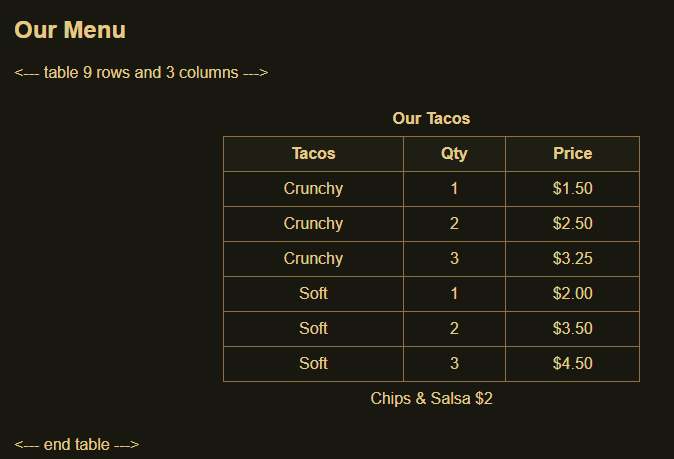 Our Menu
<--- table 9 rows and 3 columns --->
Our Tacos
Tacos Qty Price
Crunchy 1 $1.50
Crunchy 2 $2.50
Crunchy 3 $3.25
Soft 1 $2.00
Soft 2 $3.50
Soft 3 $4.50
Chips & Salsa $2
<--- end table --->